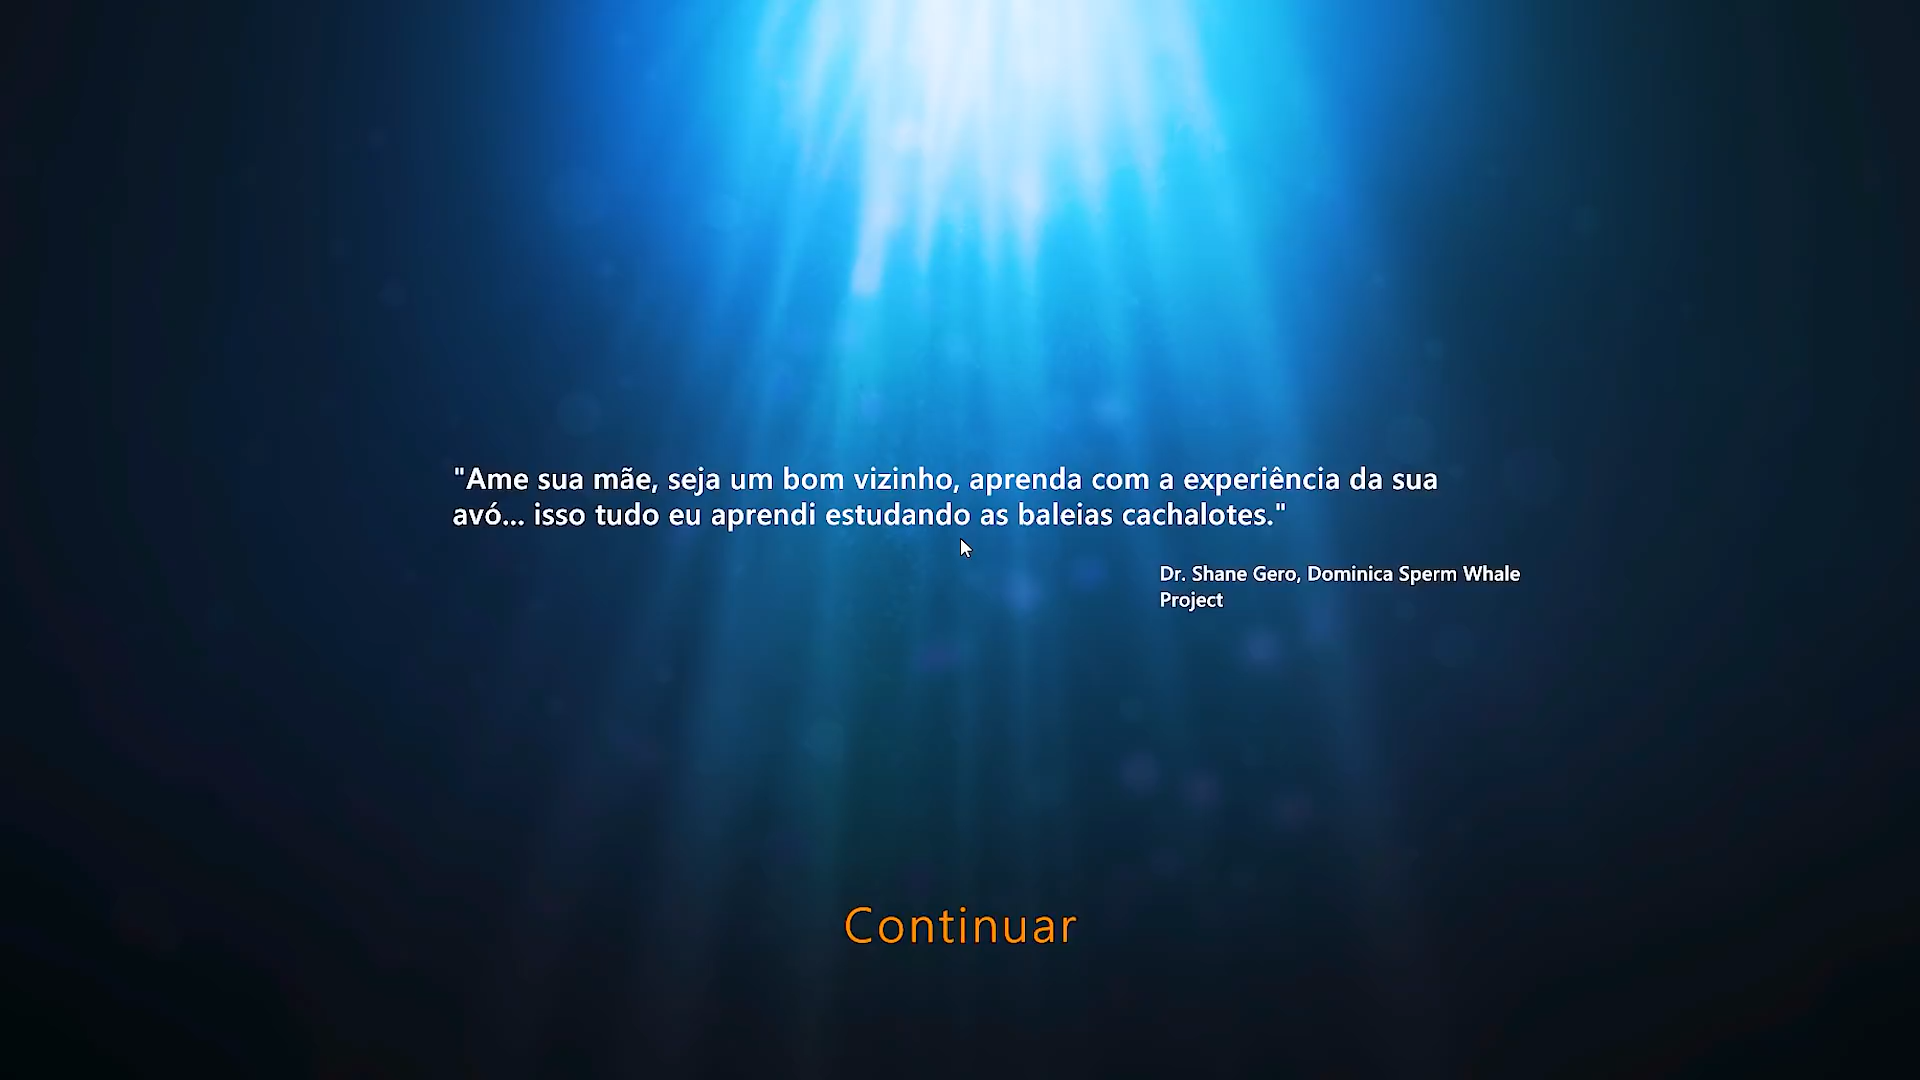 "Ame sua mãe, seja um bom vizinho, aprenda com a experiência da sua
avó... isso tudo eu aprendi estudando as baleias cachalotes."
Dr. Shane Gero, Dominica Sperm Whale
Project
Continuar